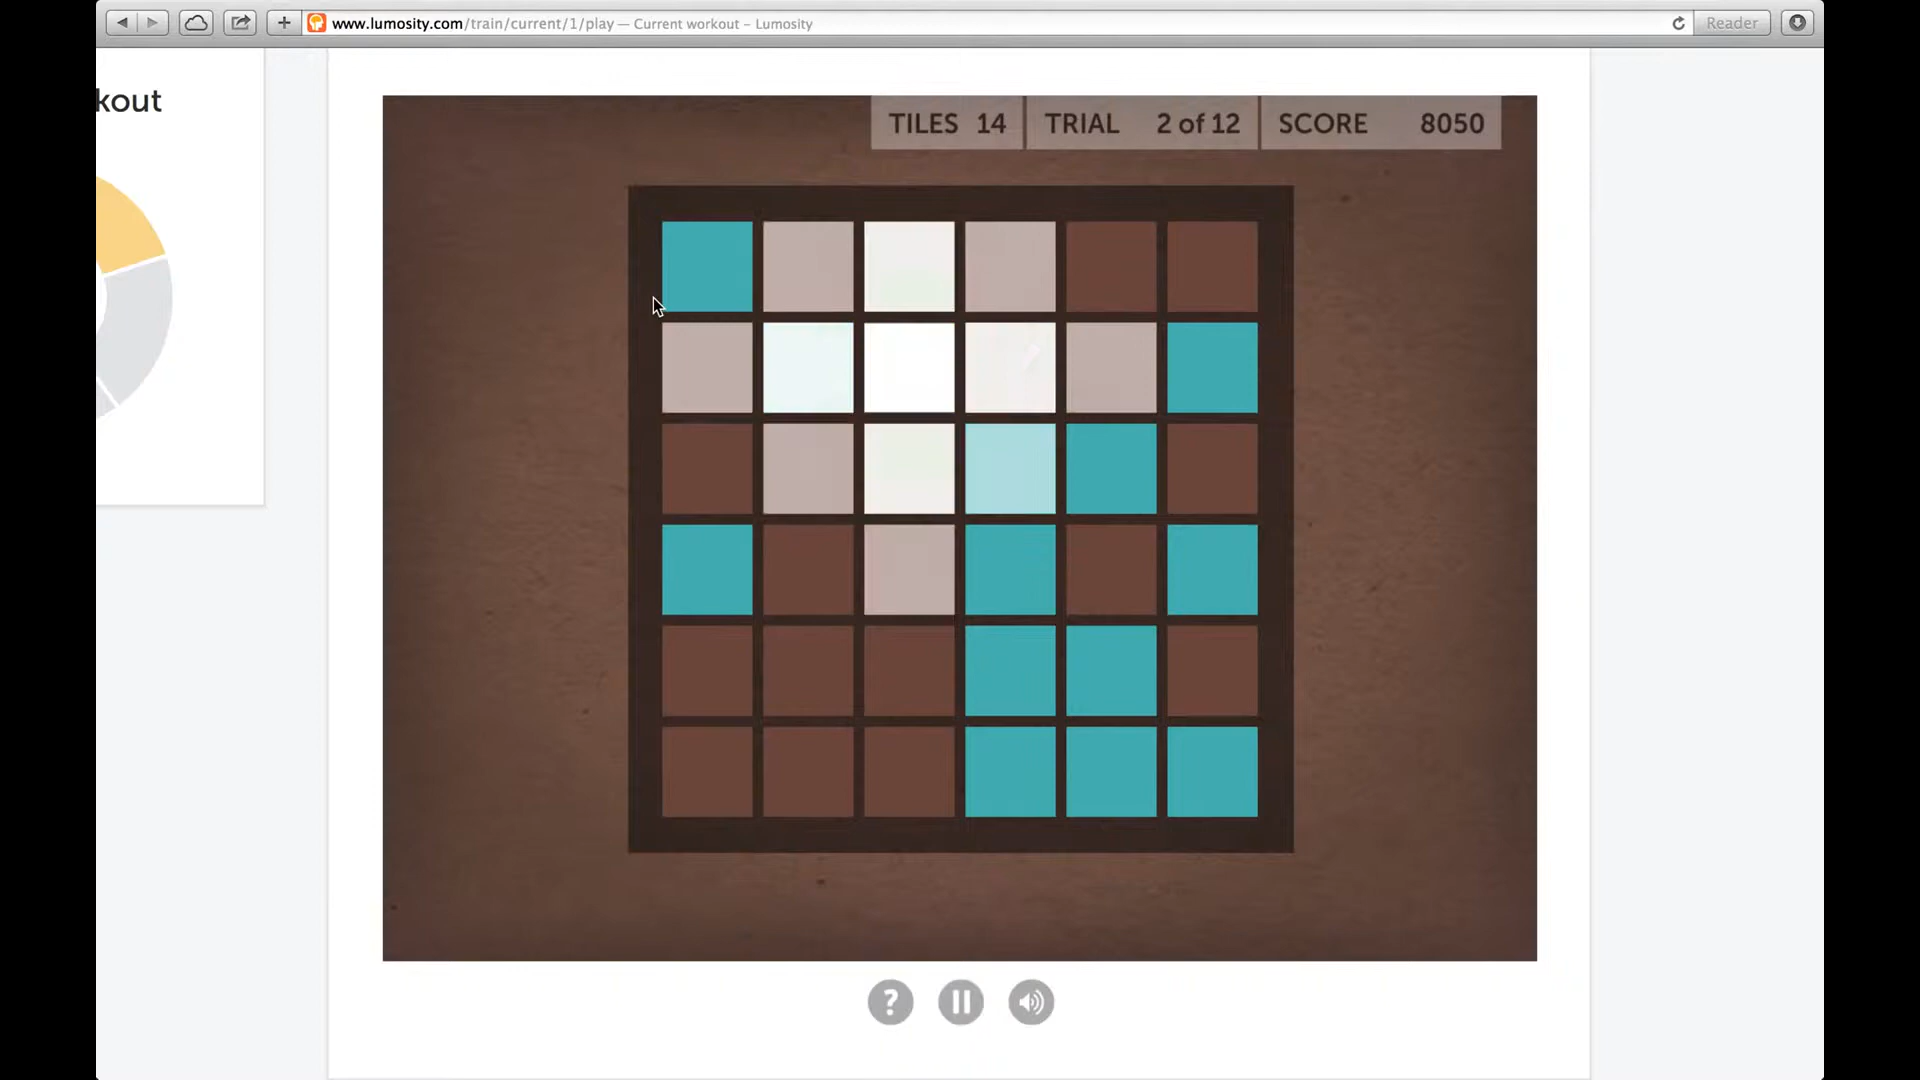 www.lumosity.com/train/current/1/play — Current workout – Lumosity
Reader
kout
TILES 14 TRIAL 2 of 12 SCORE 8050
?